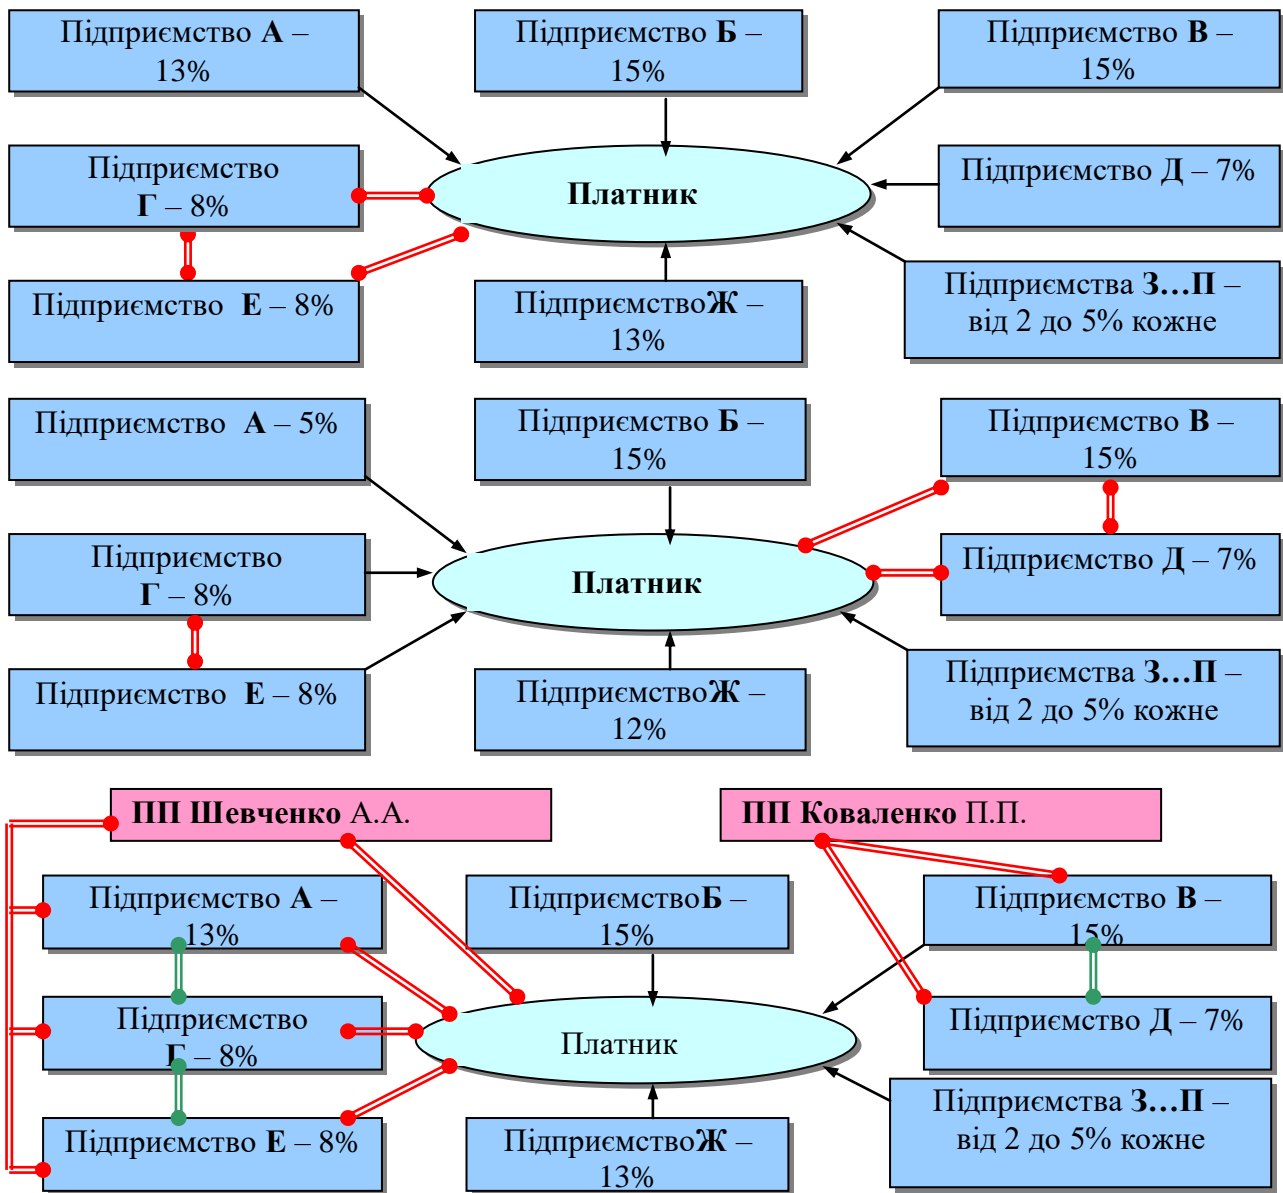 Підприємство А –
13%
Підприємство Б –
15%
Підприємство В –
15%
Підприємство
Г – 8%
Платник
Підприємство Д – 7%
Підприємство Е – 8%
ПідприємствоЖ –
13%
Підприємства З...П –
від 2 до 5% кожне
Підприємство А – 5%
Підприємство Б –
15%
Підприємство В –
15%
Підприємство
Г – 8%
Платник
Підприємство Д – 7%
Підприємство Е – 8%
ПідприємствоЖ –
12%
Підприємства З...П –
від 2 до 5% кожне
ПП Шевченко А.А.
ПП Коваленко П.П.
Підприємство А –
13%
ПідприємствоБ –
15%
Підприємство В –
15%
Підприємство
Г – 8%
Платник
Підприємство Д – 7%
Підприємство Е – 8%
ПідприємствоЖ –
13%
Підприємства З...П –
від 2 до 5% кожне